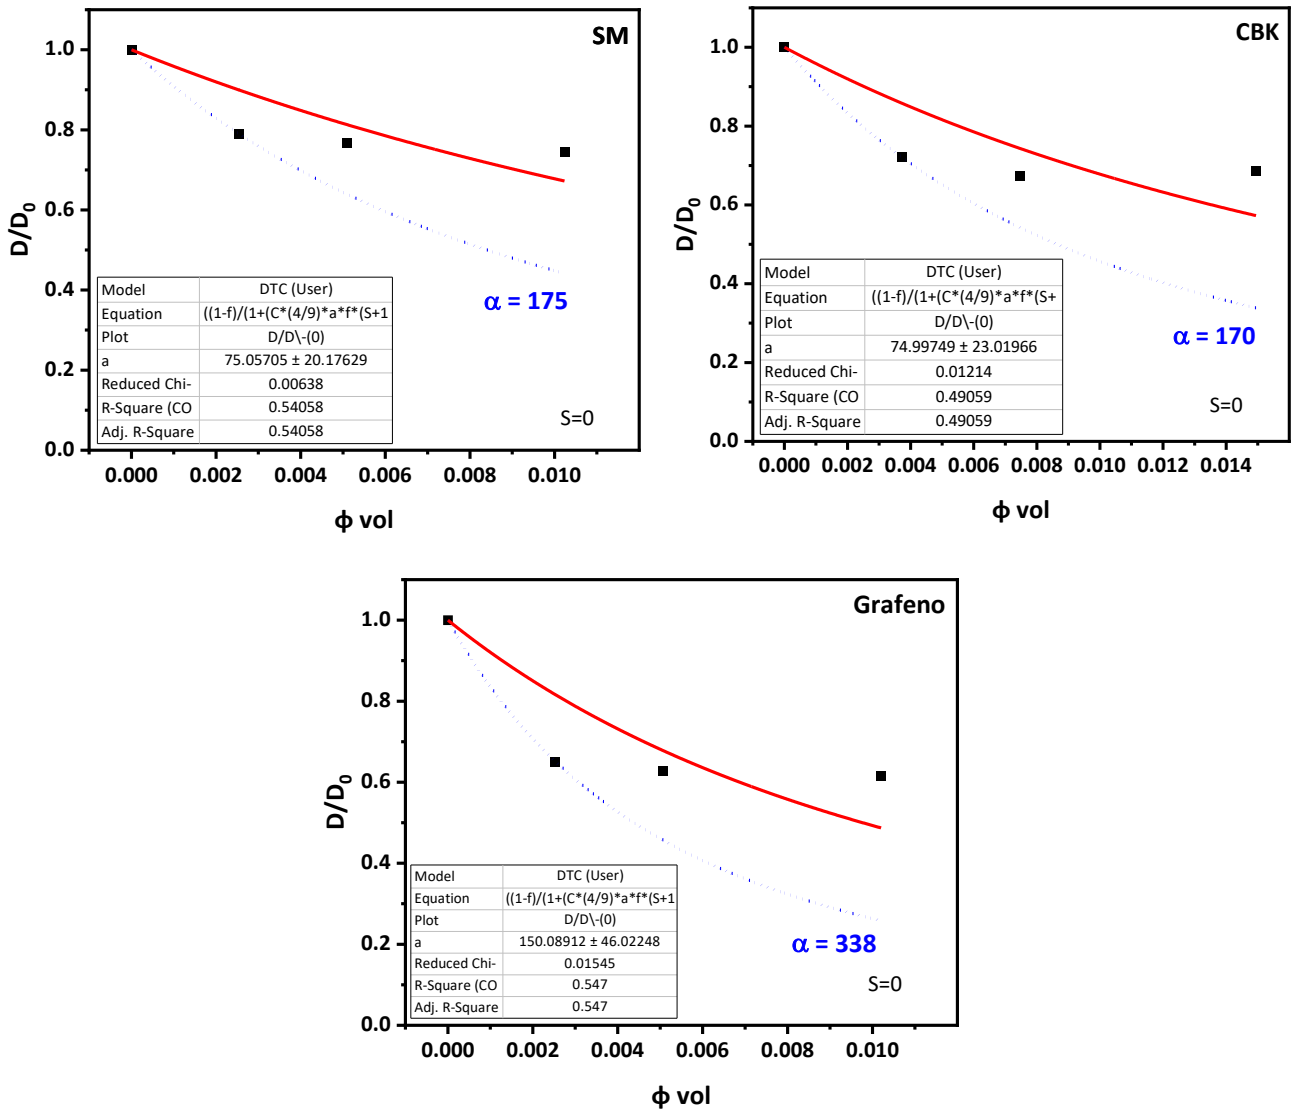 SM
1.0
0.8
0.6
0.4
0.2
0.0
D/D0
Model DTC (User)
Equation ((1-f)/(1+(C*(4/9)*a*f*(S+1
Plot D/D\-(0)
a 75.05705 ± 20.17629
Reduced Chi- 0.00638
R-Square (CO 0.54058
Adj. R-Square 0.54058
α = 175
S=0
0.000 0.002 0.004 0.006 0.008 0.010
ϕ vol
CBK
1.0
0.8
0.6
0.4
0.2
0.0
D/D0
Model DTC (User)
Equation ((1-f)/(1+(C*(4/9)*a*f*(S+
Plot D/D\-(0)
a 74.99749 ± 23.01966
Reduced Chi- 0.01214
R-Square (CO 0.49059
Adj. R-Square 0.49059
α = 170
S=0
0.000 0.002 0.004 0.006 0.008 0.010 0.012 0.014
ϕ vol
Grafeno
1.0
0.8
0.6
0.4
0.2
0.0
D/D0
Model DTC (User)
Equation ((1-f)/(1+(C*(4/9)*a*f*(S+1
Plot D/D\-(0)
a 150.08912 ± 46.02248
Reduced Chi- 0.01545
R-Square (CO 0.547
Adj. R-Square 0.547
α = 338
S=0
0.000 0.002 0.004 0.006 0.008 0.010
ϕ vol